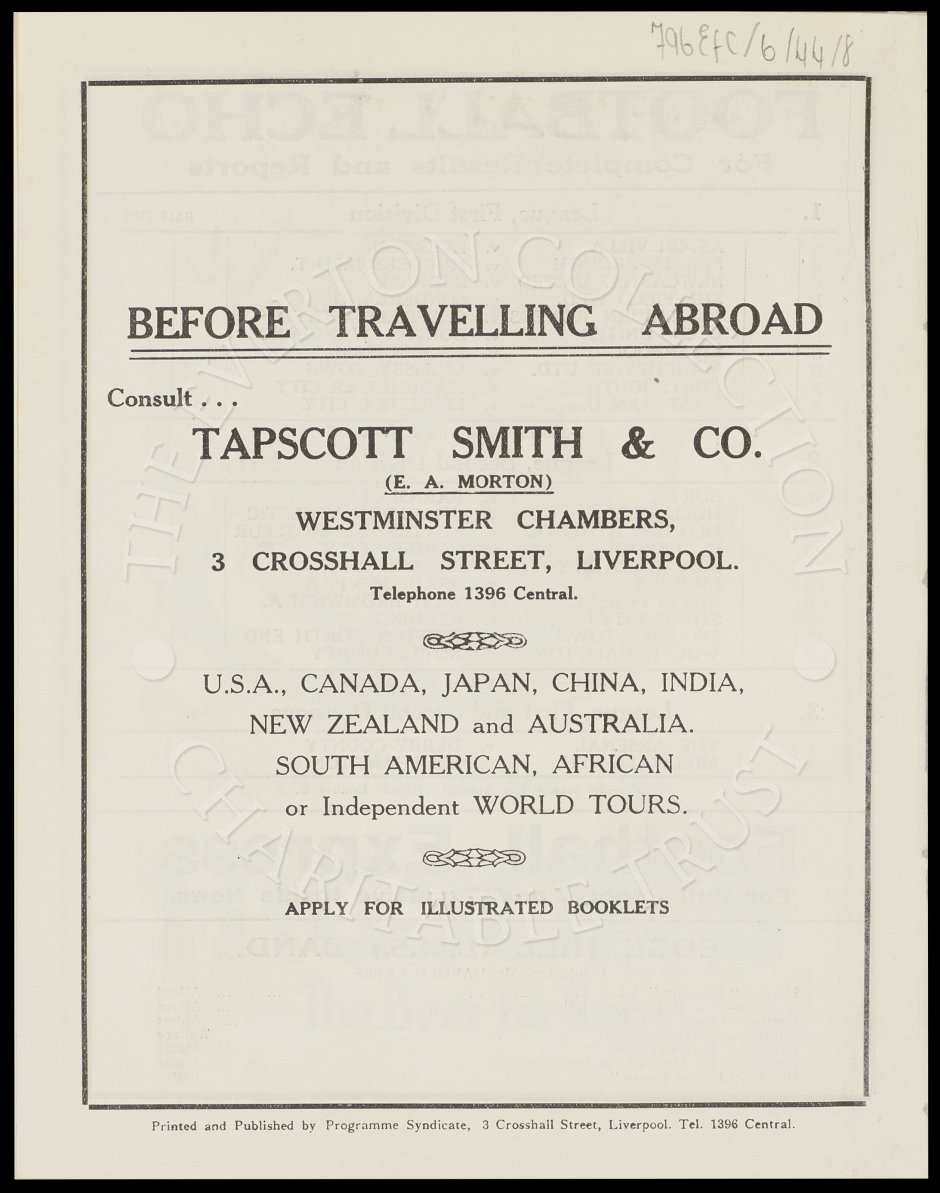 796EFC/6/44/8
BEFORE TRAVELLING ABROAD
Consult . . .
TAPSCOTT SMITH & CO.
(E. A. MORTON)
WESTMINSTER CHAMBERS,
3 CROSSHALL STREET, LIVERPOOL.
Telephone 1396 Central.
U.S.A., CANADA, JAPAN, CHINA, INDIA,
NEW ZEALAND and AUSTRALIA.
SOUTH AMERICAN, AFRICAN
or Independent WORLD TOURS.
APPLY FOR ILLUSTRATED BOOKLETS
Printed and Published by Programme Syndicate, 3 Crosshall Street, Liverpool. Tel. 1396 Central.
THE EVERTON COLLECTION
CHARITABLE TRUST